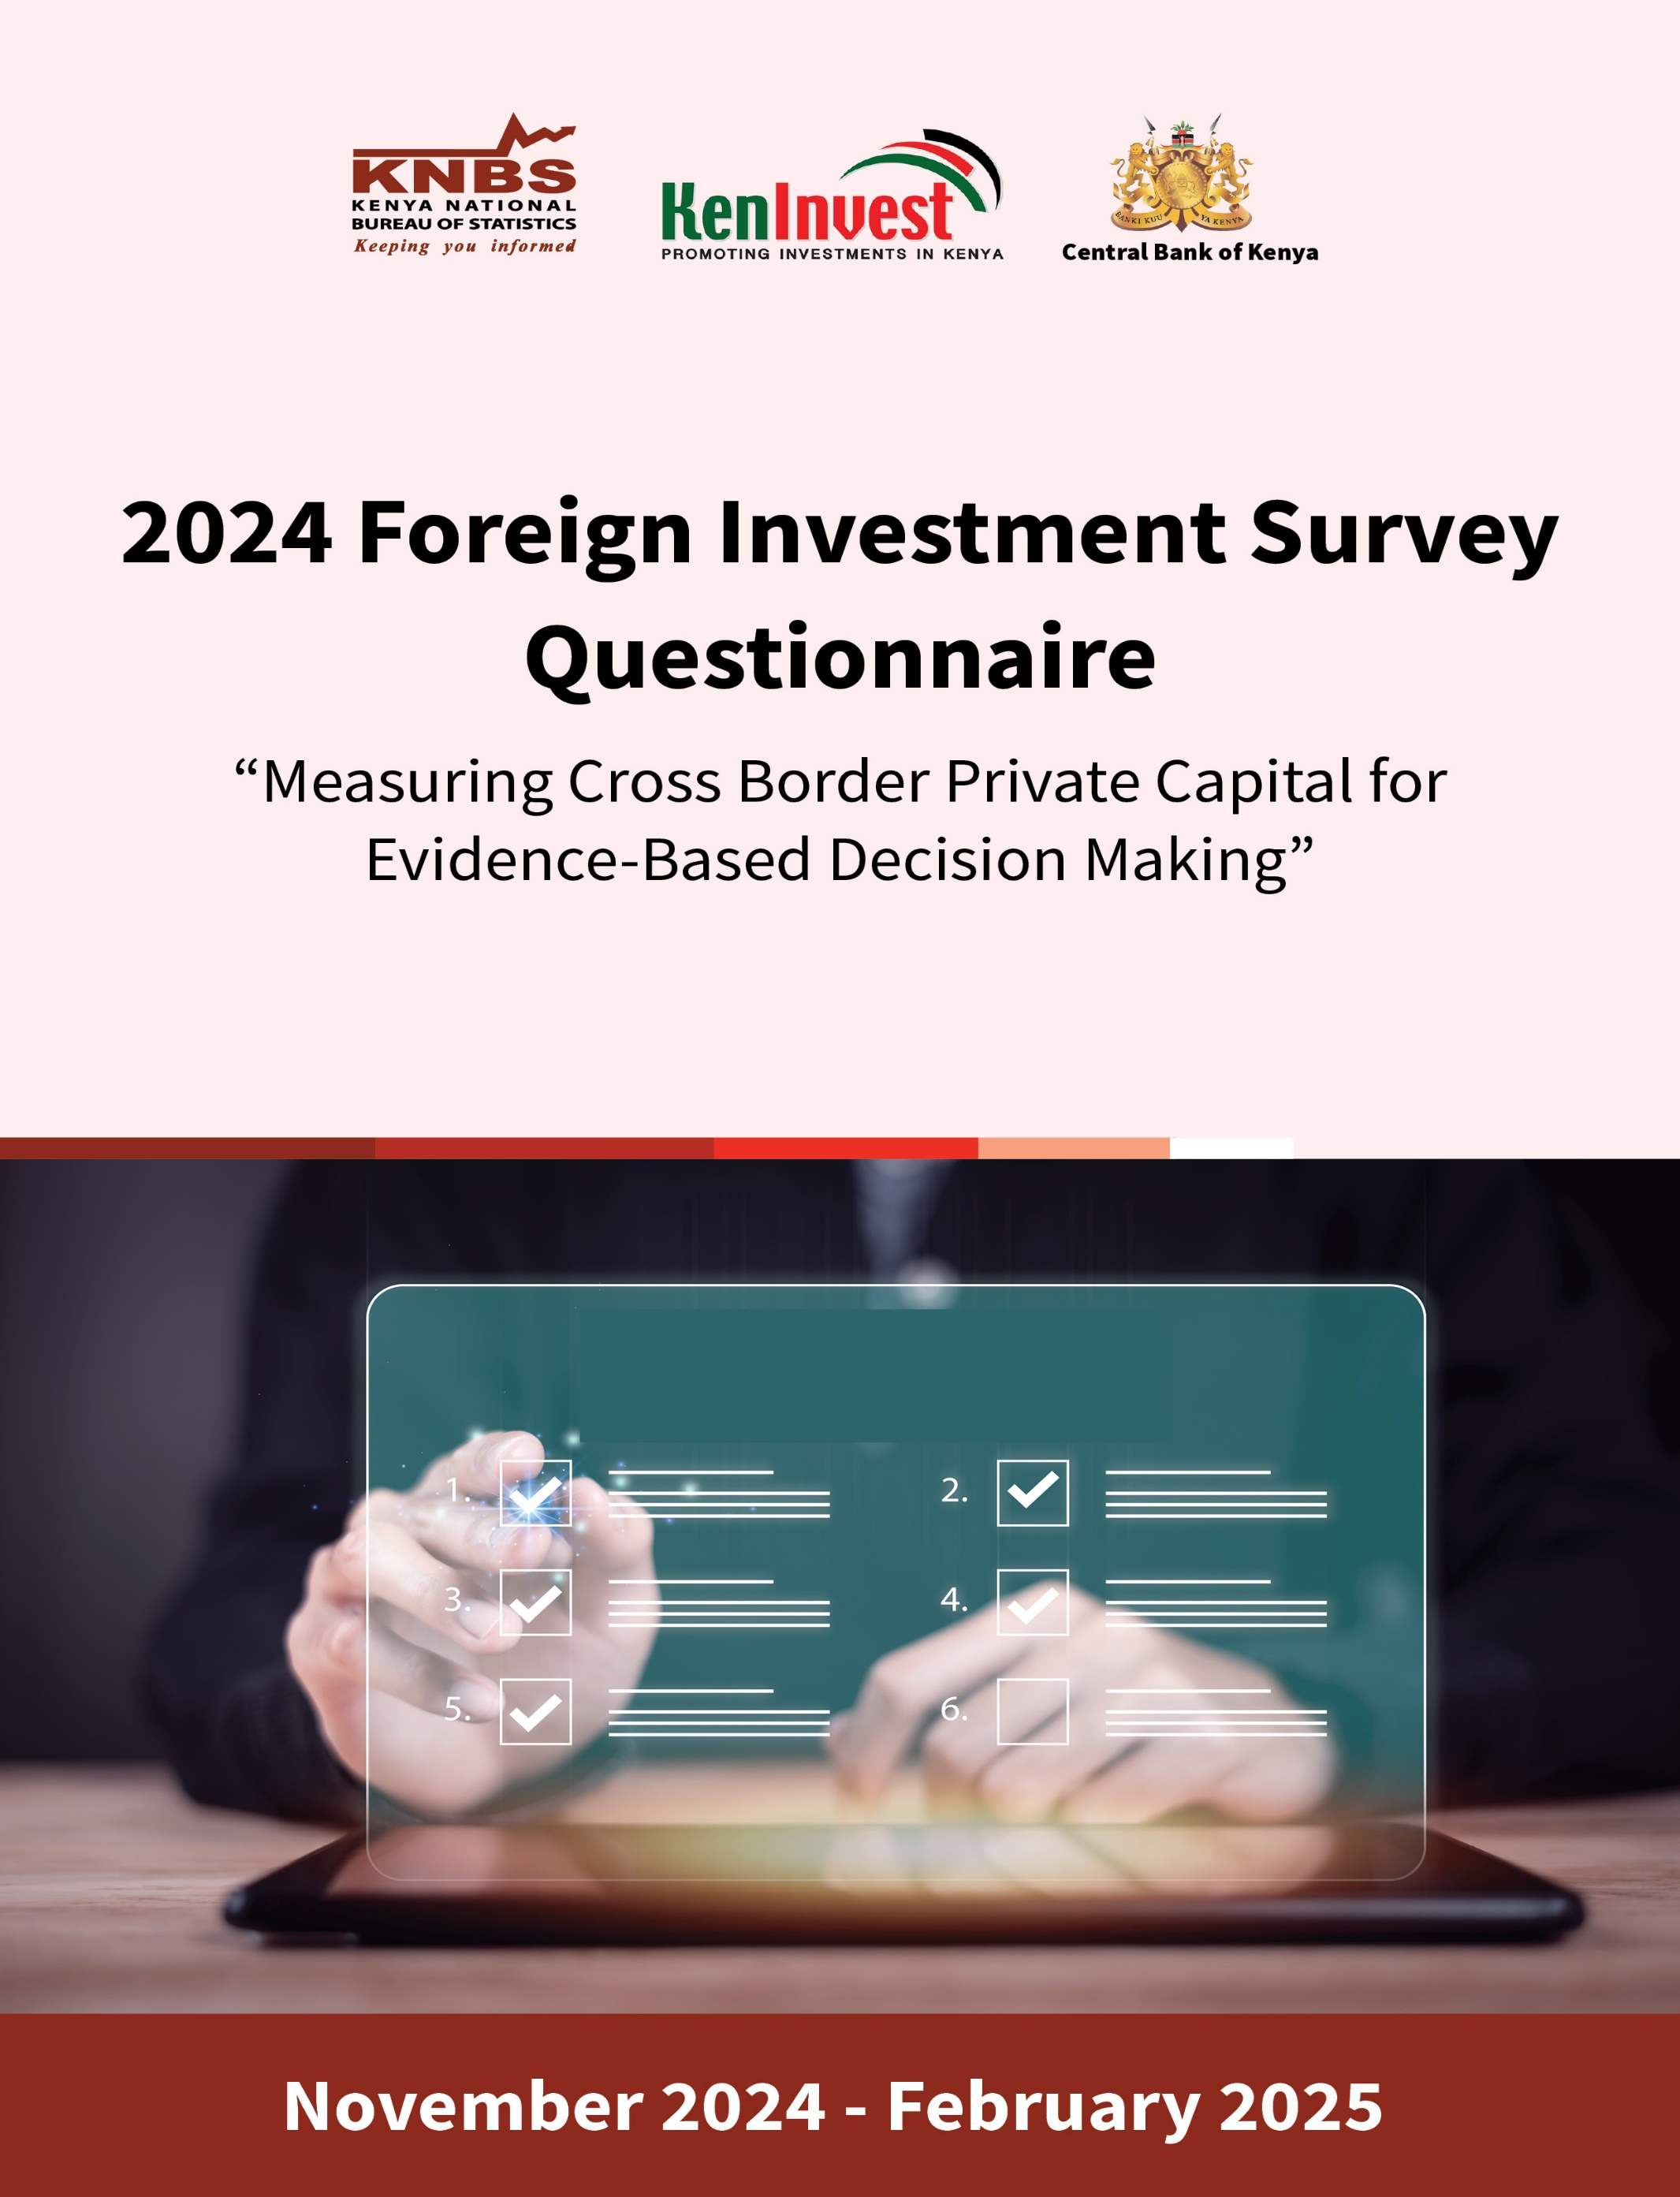 KNBS
KENYA NATIONAL
BUREAU OF STATISTICS
Keeping you informed
KenInvest
PROMOTING INVESTMENTS IN KENYA
BANKI KUU YA KENYA
Central Bank of Kenya
2024 Foreign Investment Survey
Questionnaire
“Measuring Cross Border Private Capital for
Evidence-Based Decision Making”
1.
2.
3.
4.
5.
6.
November 2024 - February 2025